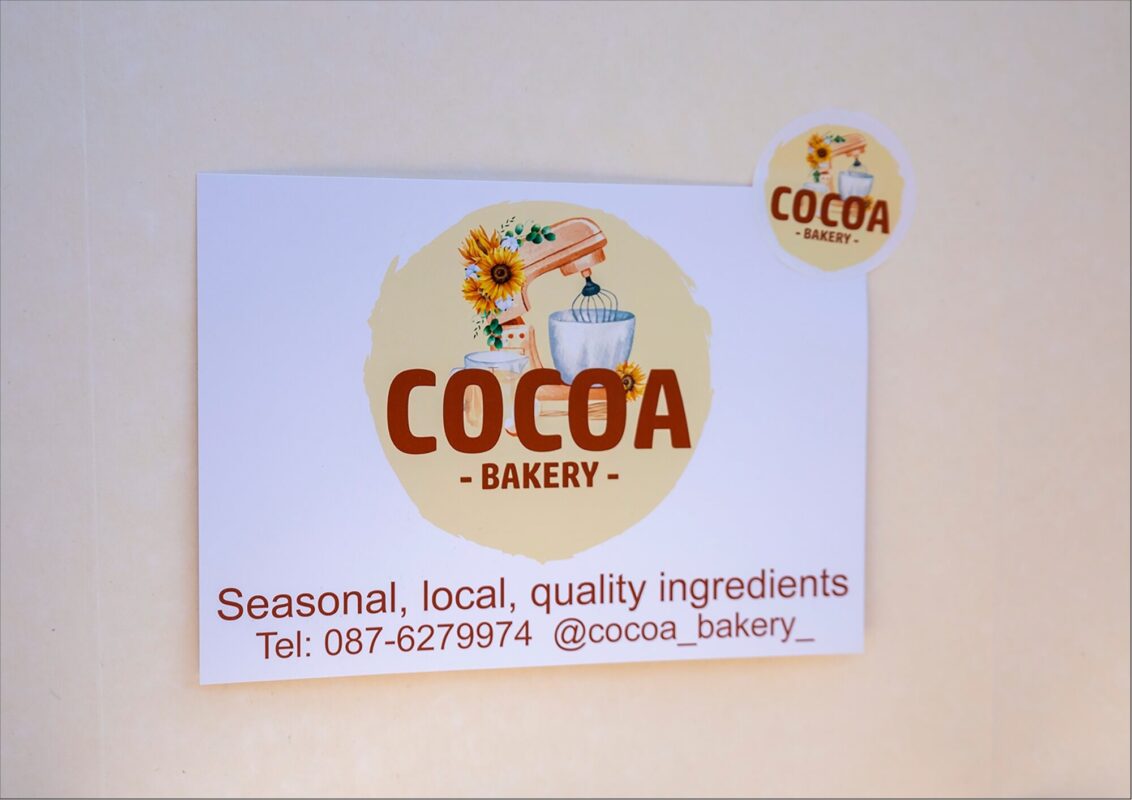 COCOA
- BAKERY -
COCOA
- BAKERY -
Seasonal, local, quality ingredients
Tel: 087-6279974 @cocoa_bakery_